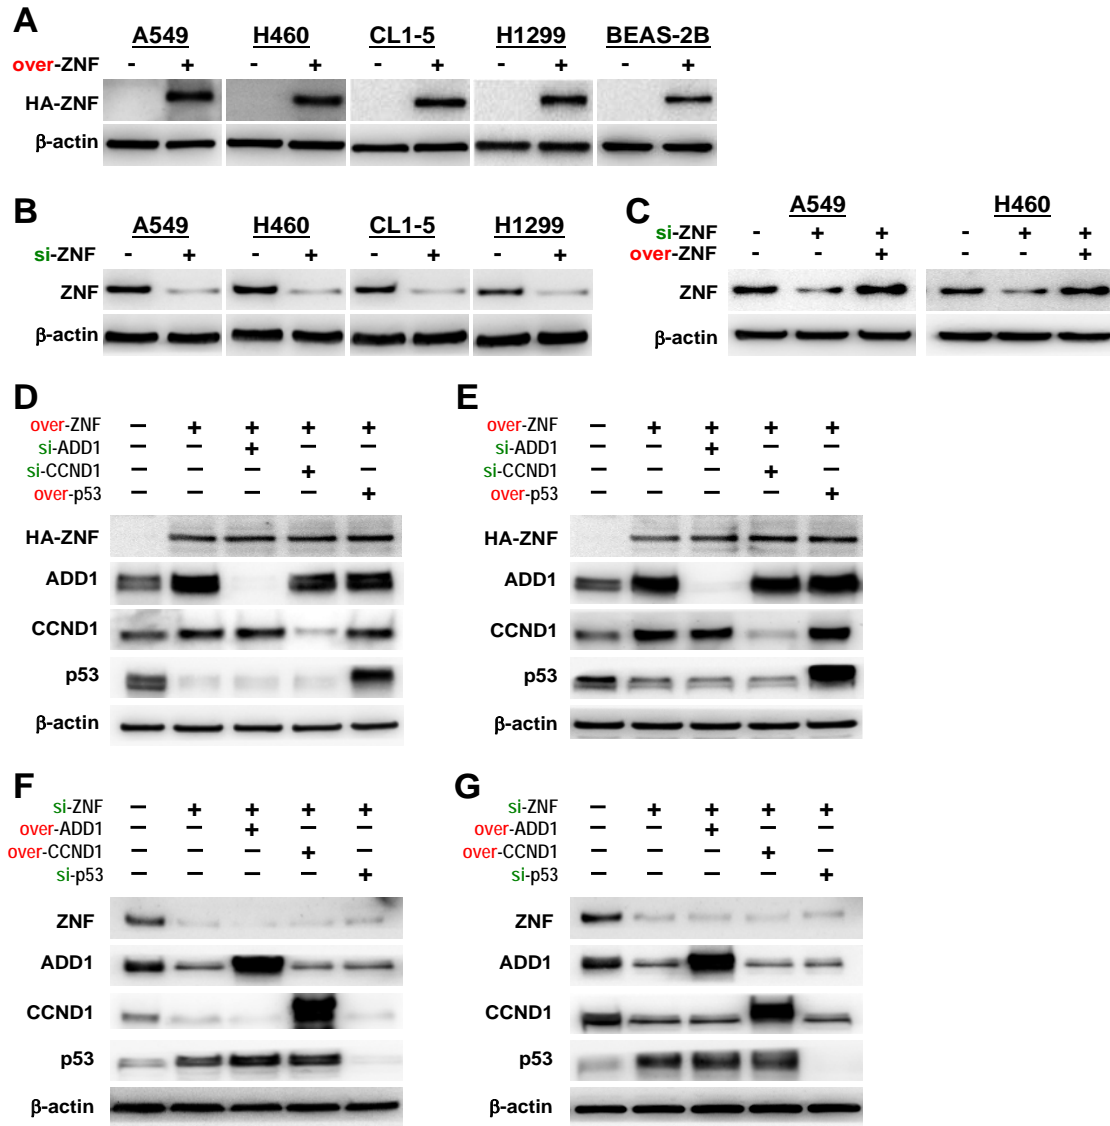 A
A549 H460 CL1-5 H1299 BEAS-2B
over-ZNF - + - + - + - + - +
HA-ZNF
β-actin
B
A549 H460 CL1-5 H1299
si-ZNF - + - + - + - +
ZNF
β-actin
C
A549 H460
si-ZNF - + + - + +
over-ZNF - - + - - +
ZNF
β-actin
D
over-ZNF – + + + +
si-ADD1 – – + – –
si-CCND1 – – – + –
over-p53 – – – – +
HA-ZNF
ADD1
CCND1
p53
β-actin
E
over-ZNF – + + + +
si-ADD1 – – + – –
si-CCND1 – – – + –
over-p53 – – – – +
HA-ZNF
ADD1
CCND1
p53
β-actin
F
si-ZNF – + + + +
over-ADD1 – – + – –
over-CCND1 – – – + –
si-p53 – – – – +
ZNF
ADD1
CCND1
p53
β-actin
G
si-ZNF – + + + +
over-ADD1 – – + – –
over-CCND1 – – – + –
si-p53 – – – – +
ZNF
ADD1
CCND1
p53
β-actin